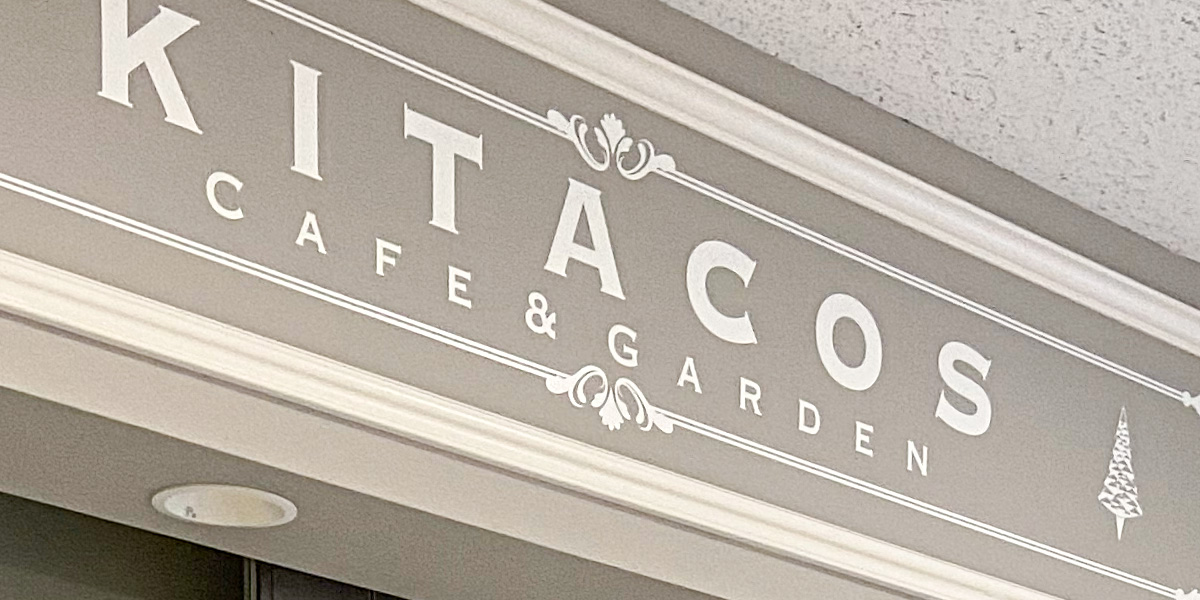 KITACOS
CAFE & GARDEN